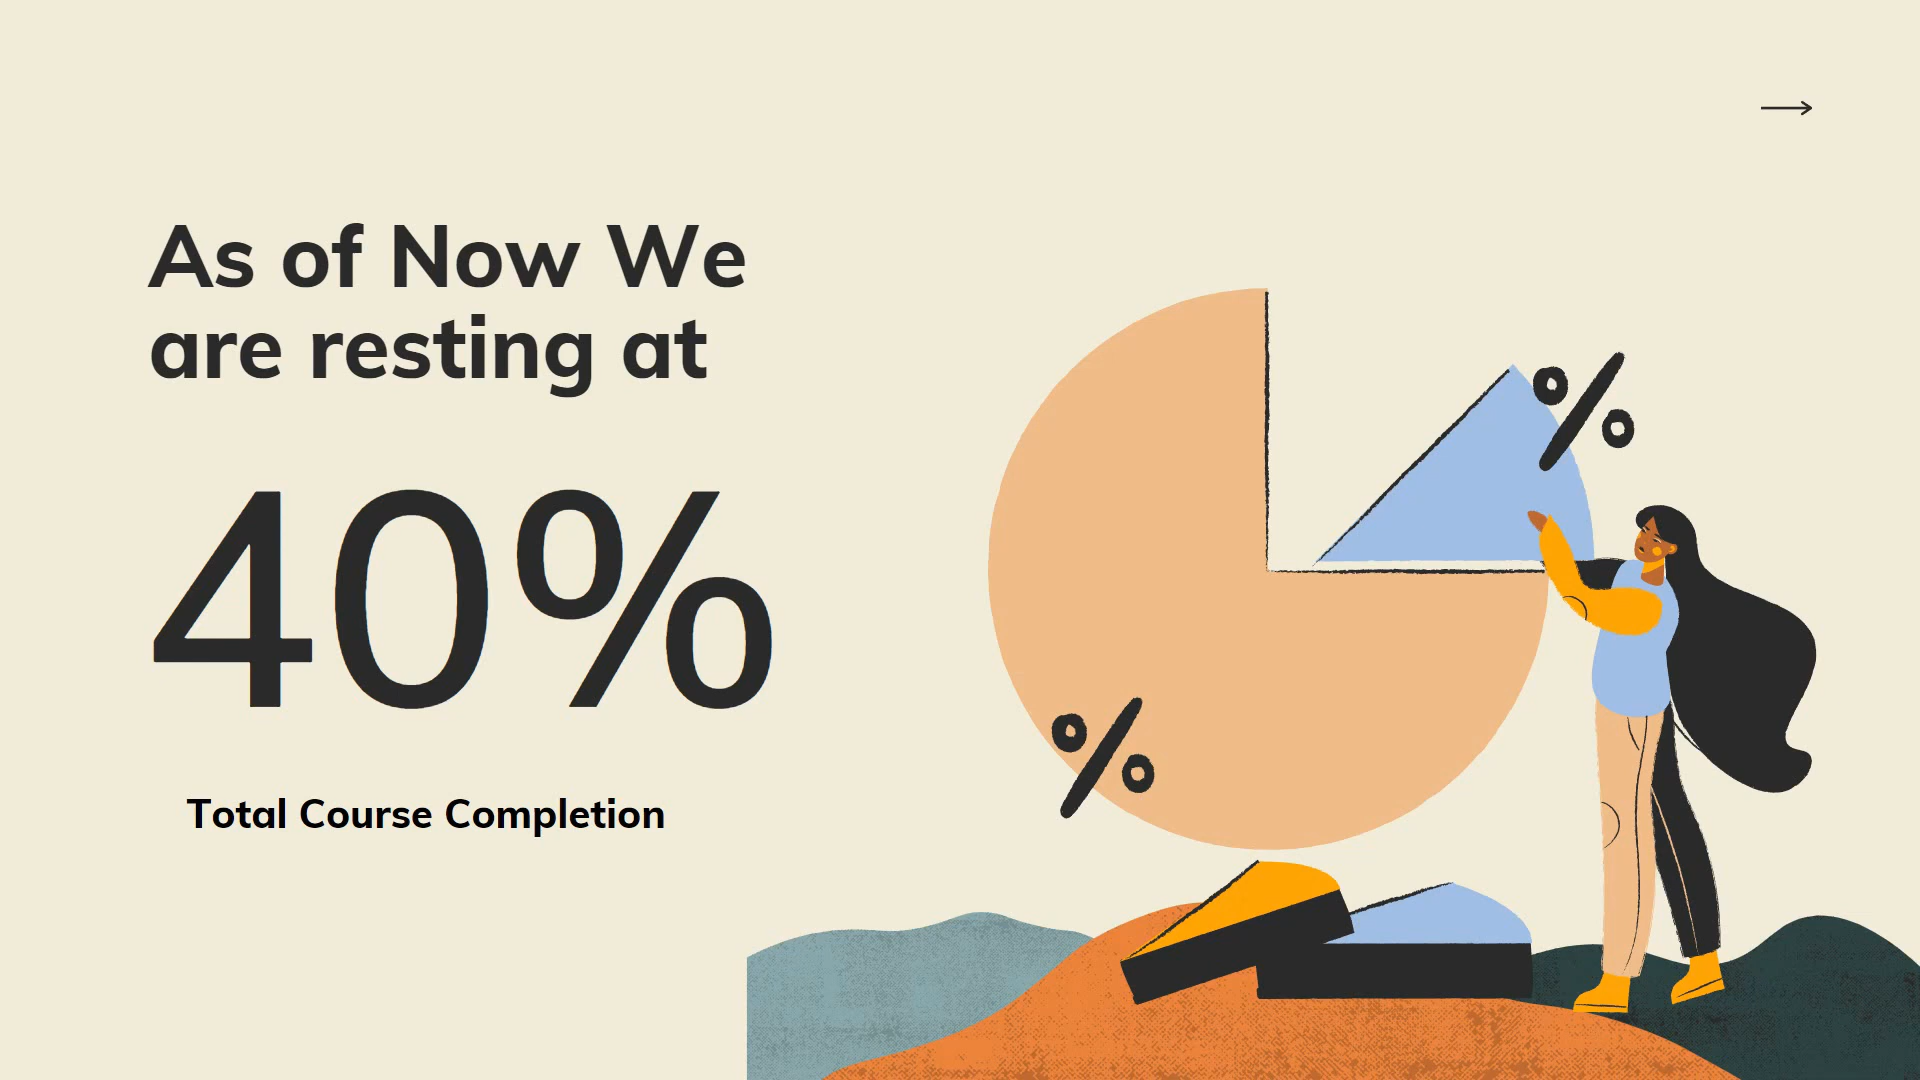 As of Now We
are resting at
40%
Total Course Completion
%
%